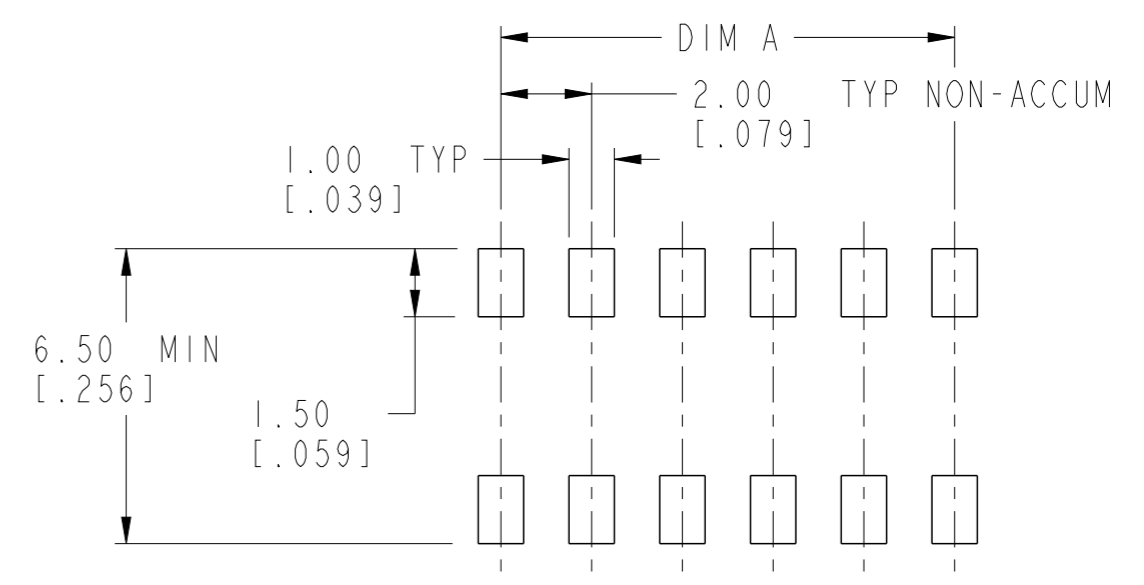 DIM A
2.00 TYP NON-ACCUM
[.079]
1.00 TYP
[.039]
6.50 MIN
[.256]
1.50
[.059]